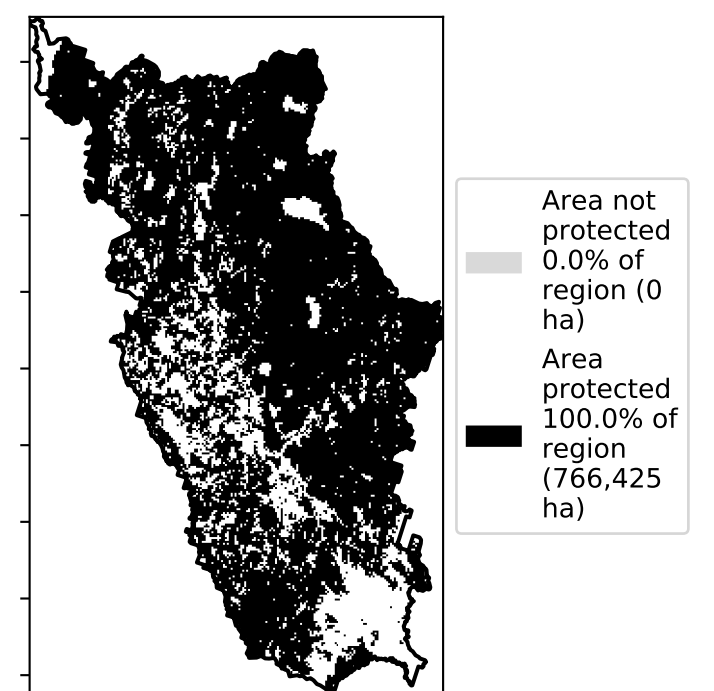 Area not
protected
0.0% of
region (0
ha)
Area
protected
100.0% of
region
(766,425
ha)